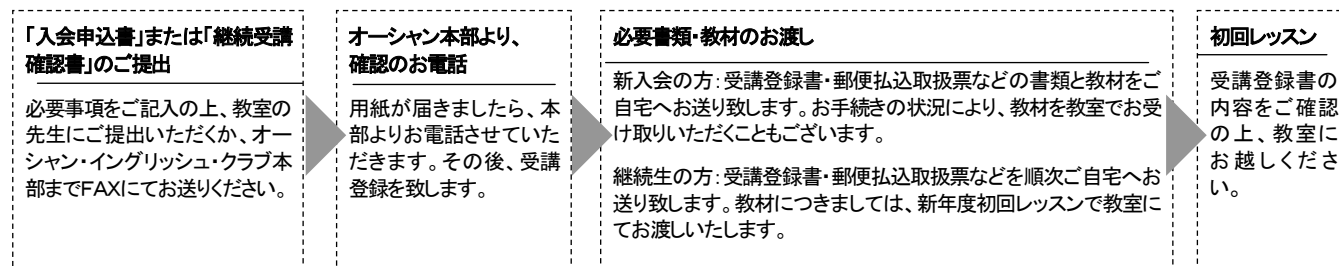 「入会申込書」または「継続受講
確認書」のご提出
必要事項をご記入の上、教室の
先生にご提出いただくか、オー
シャン・イングリッシュ・クラブ本
部までFAXにてお送りください。
オーシャン本部より、
確認のお電話
用紙が届きましたら、本
部よりお電話させていた
だきます。その後、受講
登録を致します。
必要書類・教材のお渡し
新入会の方：受講登録書・郵便払込取扱票などの書類と教材をご
自宅へお送り致します。お手続きの状況により、教材を教室でお受
け取りいただくこともございます。
継続生の方：受講登録書・郵便払込取扱票などを順次ご自宅へお
送り致します。教材につきましては、新年度初回レッスンで教室に
てお渡しいたします。
初回レッスン
受講登録書の
内容をご確認
の上、教室に
お越しくださ
い。